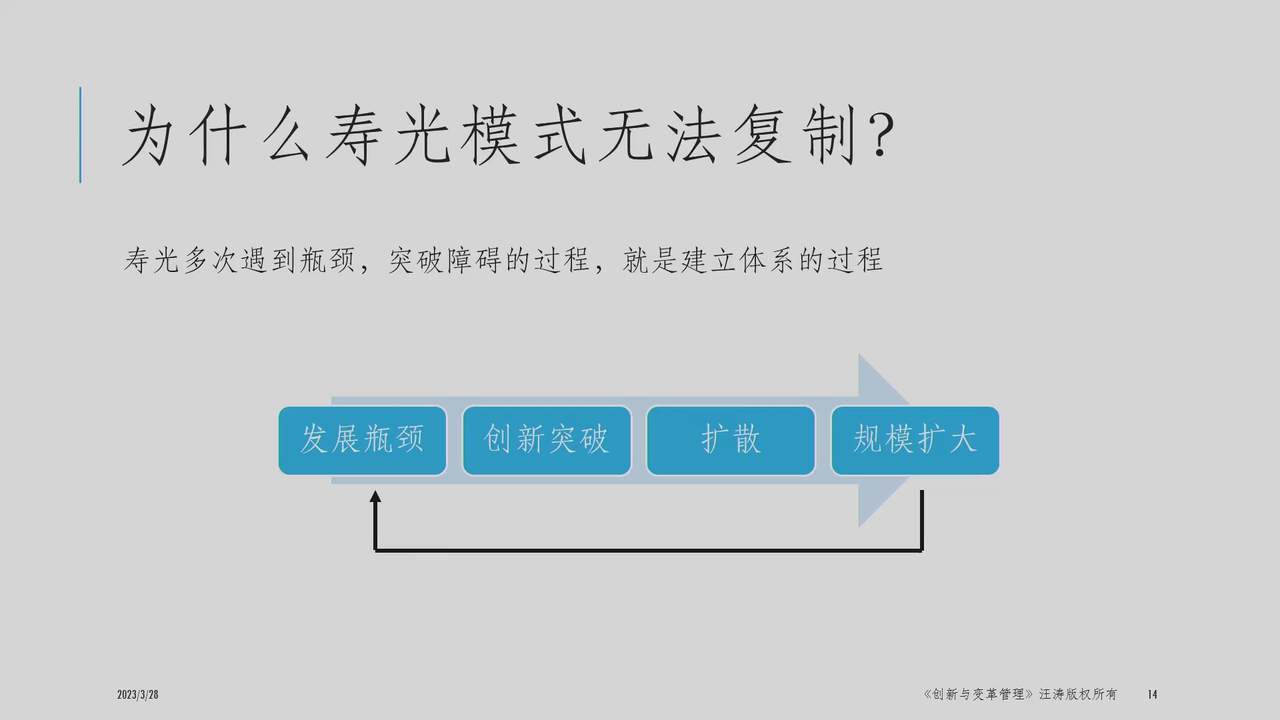 为什么寿光模式无法复制？
寿光多次遇到瓶颈，突破障碍的过程，就是建立体系的过程
发展瓶颈
创新突破
扩散
规模扩大
2023/3/28
《创新与变革管理》汪涛版权所有
14